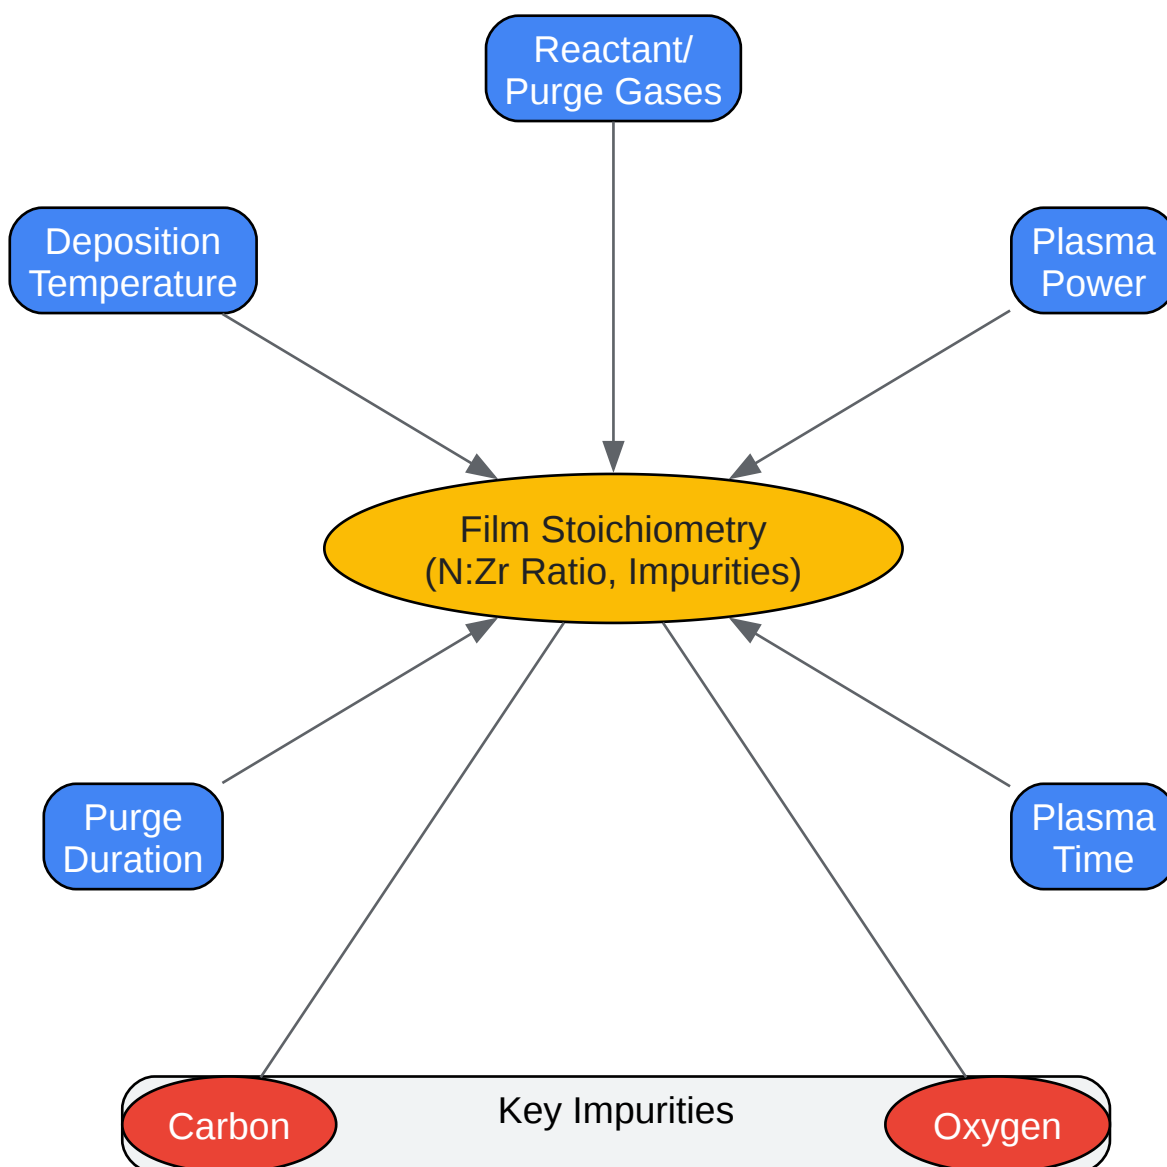 Reactant/
Purge Gases
Deposition
Temperature
Plasma
Power
Film Stoichiometry
(N:Zr Ratio, Impurities)
Purge
Duration
Plasma
Time
Key Impurities
Carbon
Oxygen